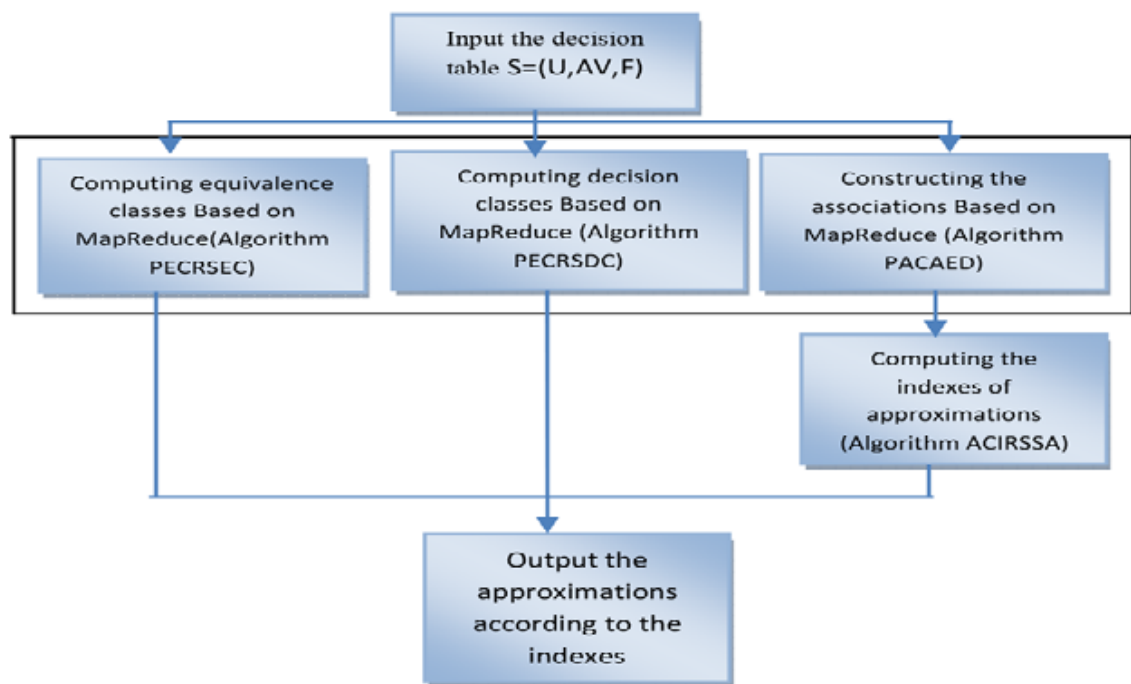 Input the decision
table S=(U,AV,F)
Computing equivalence
classes Based on
MapReduce(Algorithm
PECRSEC)
Computing decision
classes Based on
MapReduce (Algorithm
PECRSDC)
Constructing the
associations Based on
MapReduce (Algorithm
PACAED)
Computing the
indexes of
approximations
(Algorithm ACIRSSA)
Output the
approximations
according to the
indexes